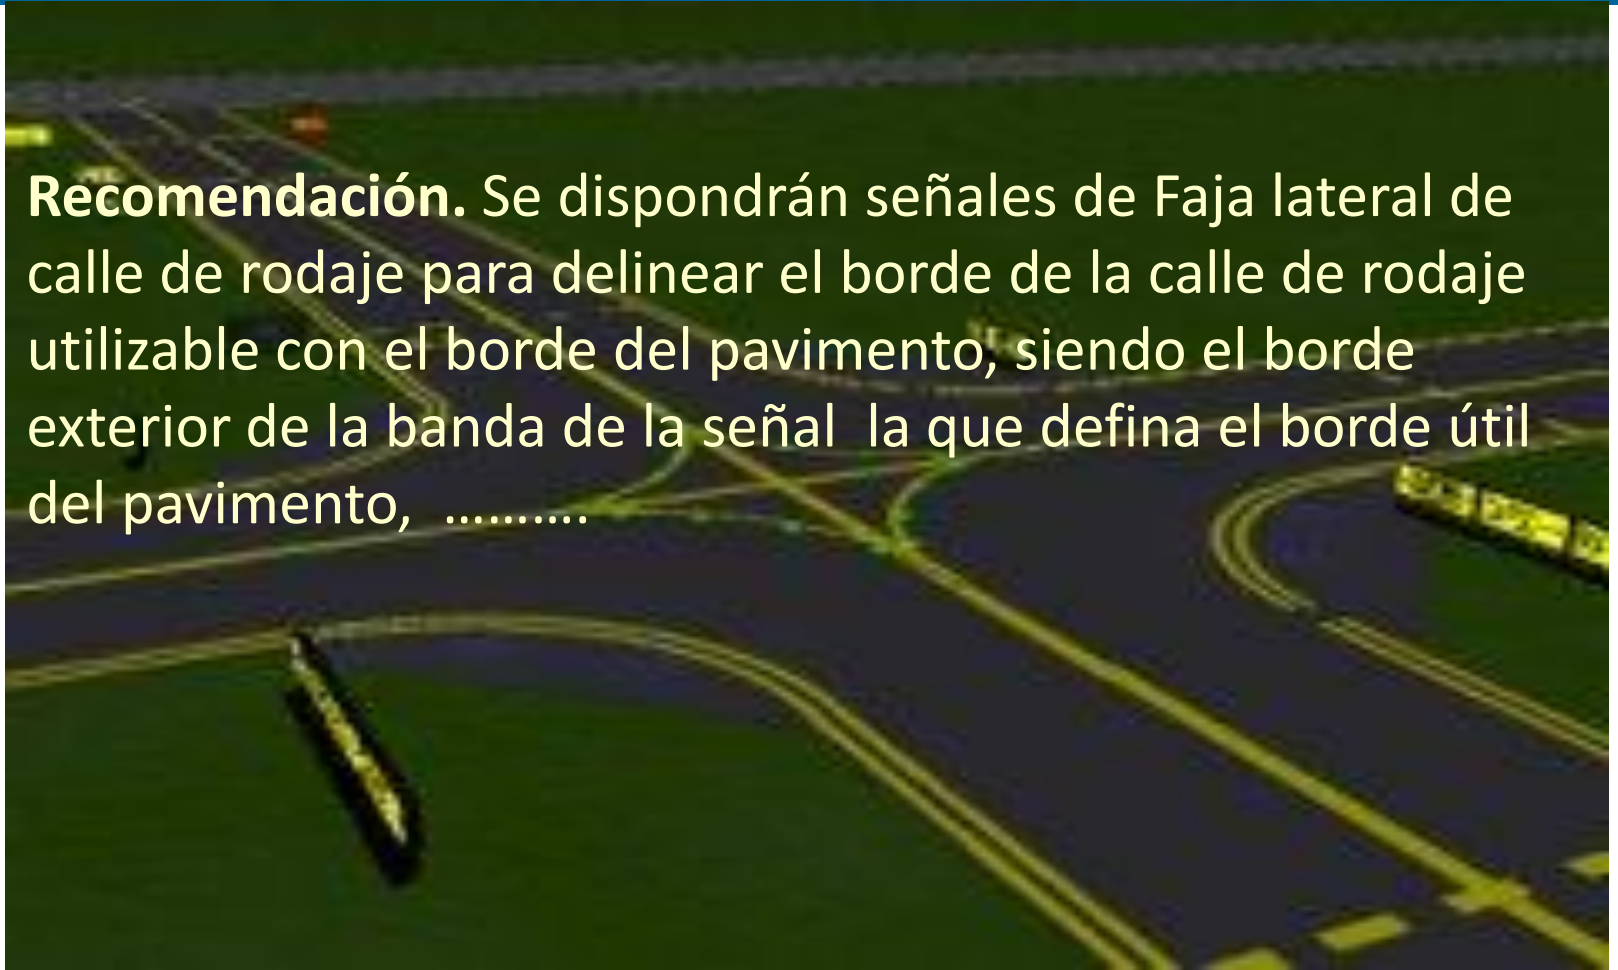 Recomendación. Se dispondrán señales de Faja lateral de
calle de rodaje para delinear el borde de la calle de rodaje
utilizable con el borde del pavimento, siendo el borde
exterior de la banda de la señal  la que defina el borde útil
del pavimento,  ……….